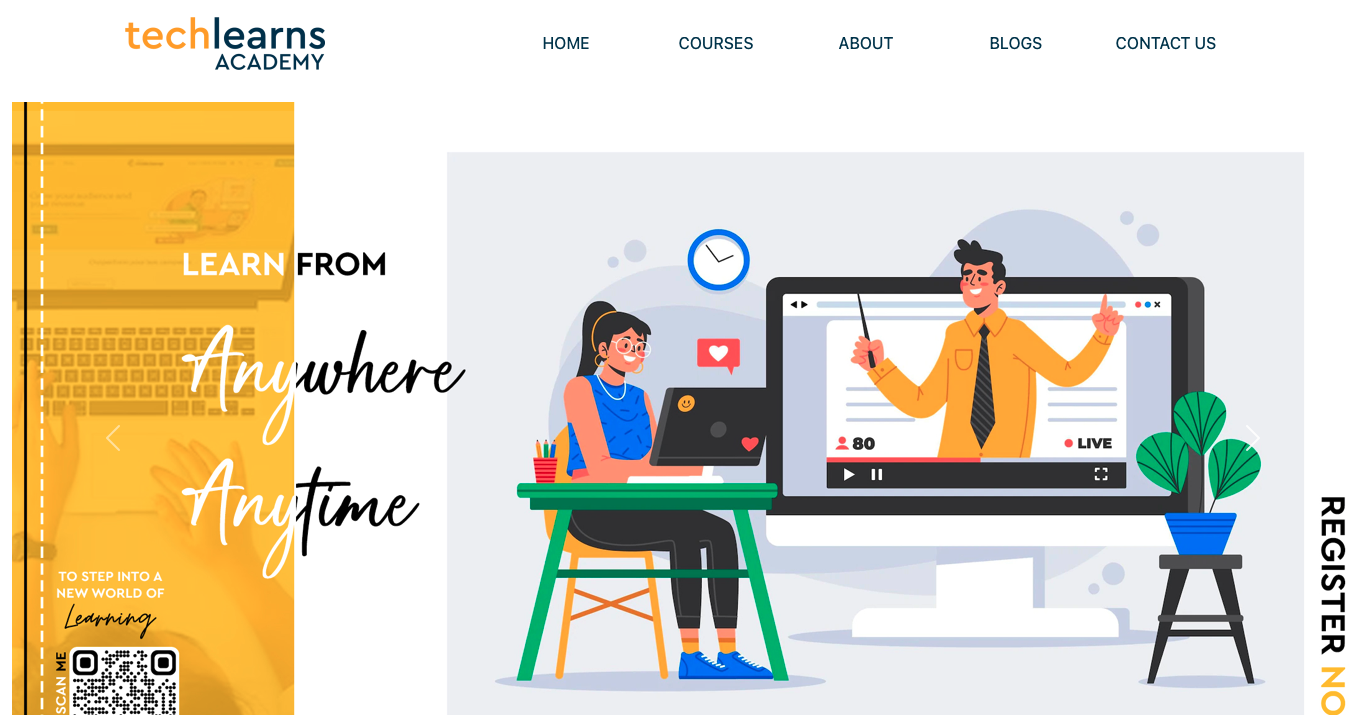 techlearns
ACADEMY
HOME
COURSES
ABOUT
BLOGS
CONTACT US
LEARN FROM
Anywhere
Anytime
TO STEP INTO A
NEW WORLD OF
Learning
SCAN ME
80
LIVE
REGISTER NO